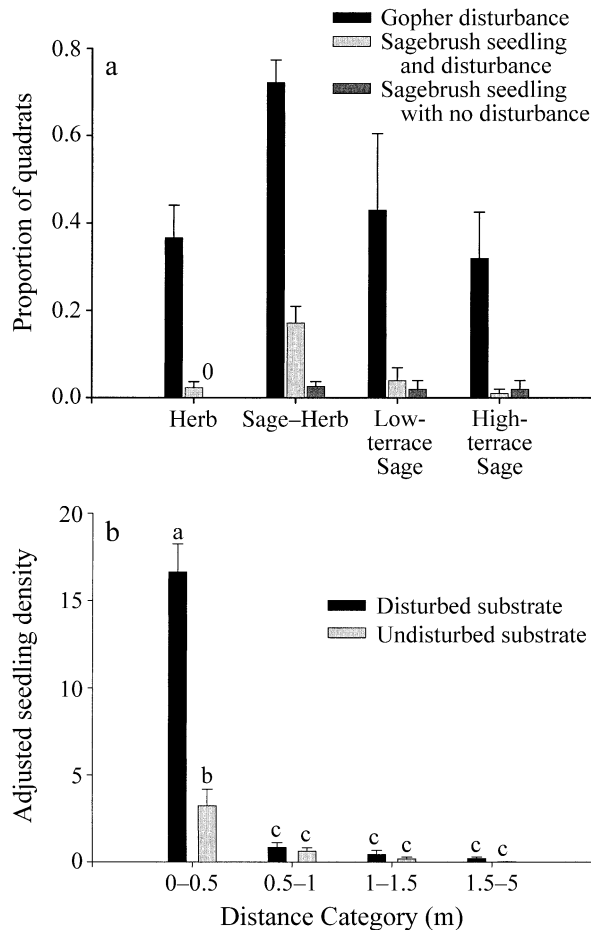 Gopher disturbance
Sagebrush seedling
and disturbance
Sagebrush seedling
with no disturbance
a
Proportion of quadrats
0.8
0.6
0.4
0.2
0.0
0
Herb
Sage–Herb
Low-
terrace
Sage
High-
terrace
Sage
b
Adjusted seedling density
20
15
10
5
0
a
b
c
c
c
c
c
c
Disturbed substrate
Undisturbed substrate
0–0.5
0.5–1
1–1.5
1.5–5
Distance Category (m)